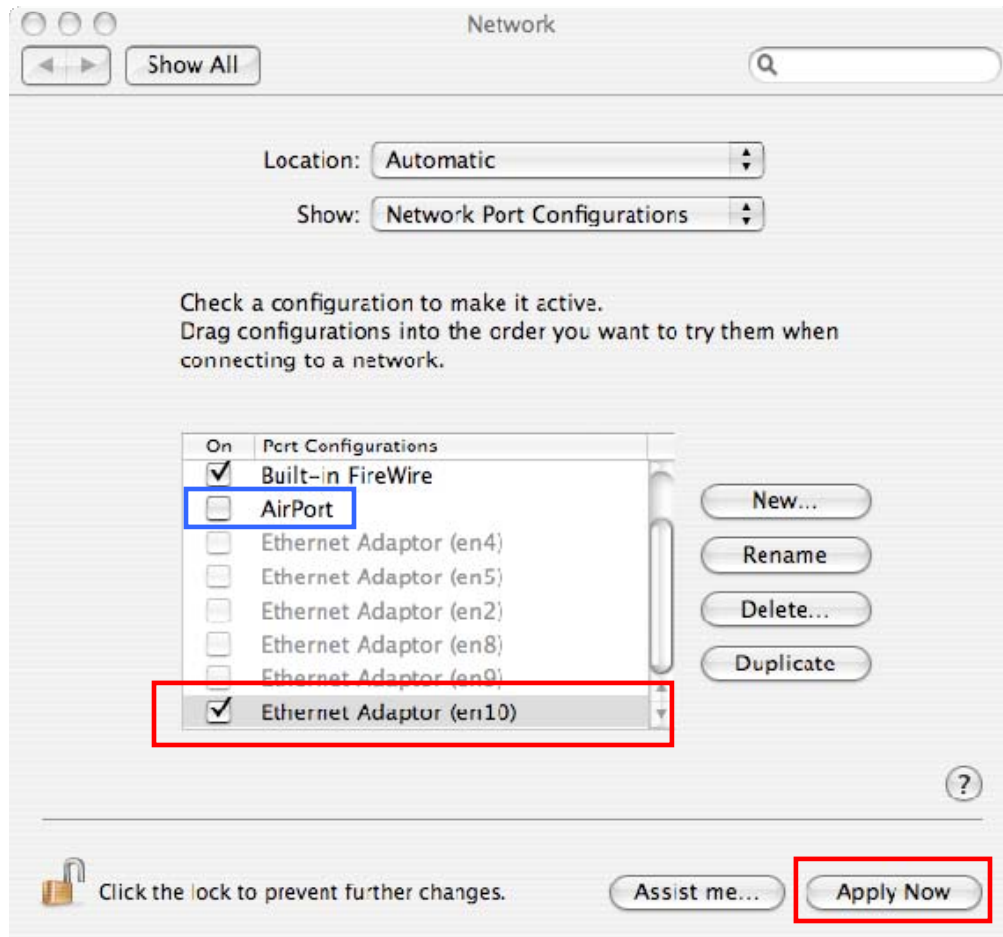 Network
Show All
Location: Automatic
Show: Network Port Configurations
Check a configuration to make it active.
Drag configurations into the order you want to try them when
connecting to a network.
On Port Configurations
Built-in FireWire
AirPort
Ethernet Adaptor (en4)
Ethernet Adaptor (en5)
Ethernet Adaptor (en2)
Ethernet Adaptor (en8)
Ethernet Adaptor (en9)
Ethernet Adaptor (en10)
New...
Rename
Delete...
Duplicate
?
Click the lock to prevent further changes.
Assist me...
Apply Now